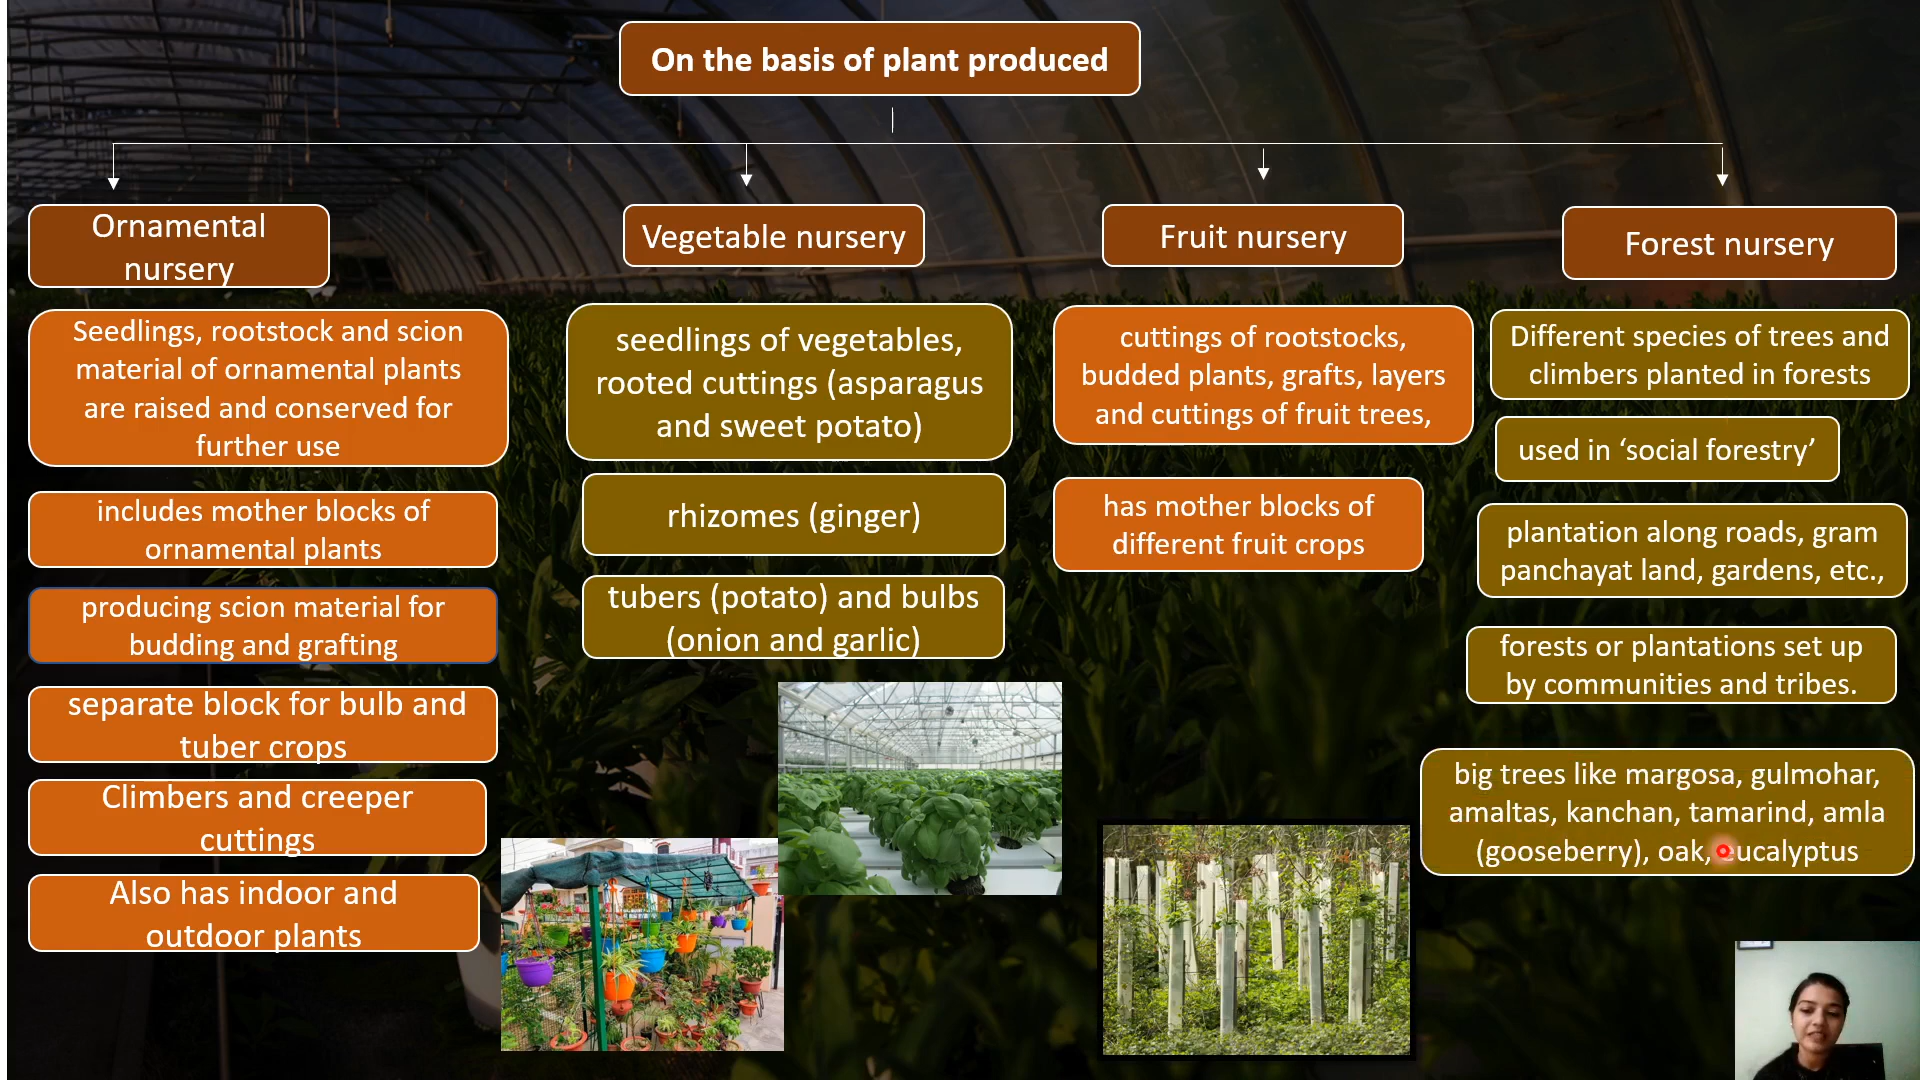 On the basis of plant produced
Ornamental
nursery
Seedlings, rootstock and scion
material of ornamental plants
are raised and conserved for
further use
includes mother blocks of
ornamental plants
producing scion material for
budding and grafting
separate block for bulb and
tuber crops
Climbers and creeper
cuttings
Also has indoor and
outdoor plants
Vegetable nursery
seedlings of vegetables,
rooted cuttings (asparagus
and sweet potato)
rhizomes (ginger)
tubers (potato) and bulbs
(onion and garlic)
Fruit nursery
cuttings of rootstocks,
budded plants, grafts, layers
and cuttings of fruit trees,
has mother blocks of
different fruit crops
Forest nursery
Different species of trees and
climbers planted in forests
used in ‘social forestry’
plantation along roads, gram
panchayat land, gardens, etc.,
forests or plantations set up
by communities and tribes.
big trees like margosa, gulmohar,
amaltas, kanchan, tamarind, amla
(gooseberry), oak, eucalyptus